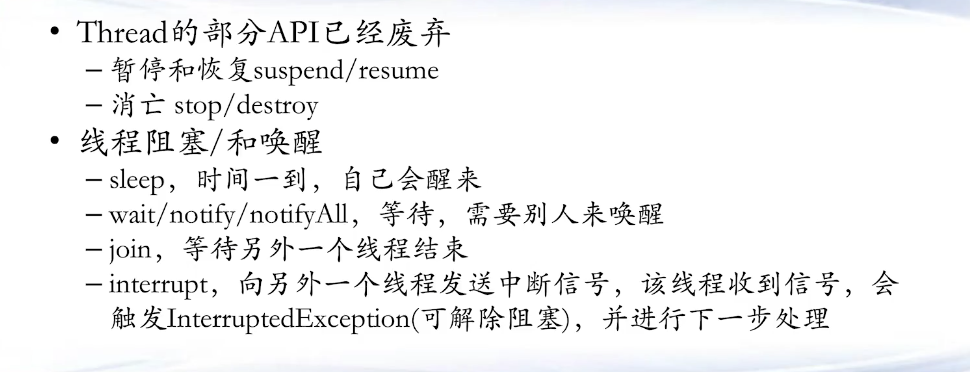 • Thread的部分API已经废弃
– 暂停和恢复suspend/resume
– 消亡 stop/destroy
• 线程阻塞/和唤醒
– sleep，时间一到，自己会醒来
– wait/notify/notifyAll，等待，需要别人来唤醒
– join，等待另外一个线程结束
– interrupt，向另外一个线程发送中断信号，该线程收到信号，会
触发InterruptedException(可解除阻塞)，并进行下一步处理